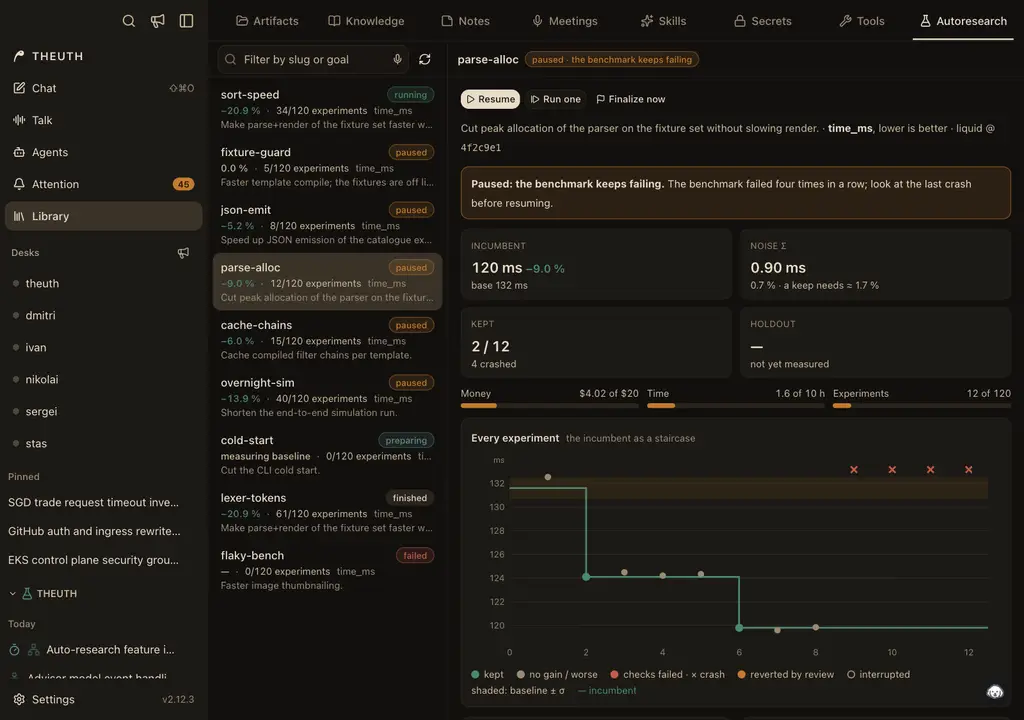 Artifacts
Knowledge
Notes
Meetings
Skills
Secrets
Tools
Autoresearch
THEUTH
Chat
⇧⌘O
Talk
Agents
Attention
45
Library
Desks
theuth
dmitri
ivan
nikolai
sergei
stas
Pinned
SGD trade request timeout inve...
GitHub auth and ingress rewrite...
EKS control plane security grou...
THEUTH
Today
Auto-research feature i...
Advisor model event handli...
Settings
v2.12.3
Filter by slug or goal
sort-speed
running
−20.9 % · 34/120 experiments time_ms
Make parse+render of the fixture set faster w...
fixture-guard
paused
0.0 % · 5/120 experiments time_ms
Faster template compile; the fixtures are off li...
json-emit
paused
−5.2 % · 8/120 experiments time_ms
Speed up JSON emission of the catalogue ex...
parse-alloc
paused
−9.0 % · 12/120 experiments time_ms
Cut peak allocation of the parser on the fixtur...
cache-chains
paused
−6.0 % · 15/120 experiments time_ms
Cache compiled filter chains per template.
overnight-sim
paused
−13.9 % · 40/120 experiments time_ms
Shorten the end-to-end simulation run.
cold-start
preparing
measuring baseline · 0/120 experiments ti...
Cut the CLI cold start.
lexer-tokens
finished
−20.9 % · 61/120 experiments time_ms
Make parse+render of the fixture set faster w...
flaky-bench
failed
— · 0/120 experiments time_ms
Faster image thumbnailing.
parse-alloc
paused · the benchmark keeps failing
Resume
Run one
Finalize now
Cut peak allocation of the parser on the fixture set without slowing render. · time_ms, lower is better · liquid @
4f2c9e1
Paused: the benchmark keeps failing. The benchmark failed four times in a row; look at the last crash
before resuming.
INCUMBENT
120 ms −9.0 %
base 132 ms
NOISE Σ
0.90 ms
0.7 % · a keep needs ≈ 1.7 %
KEPT
2 / 12
4 crashed
HOLDOUT
—
not yet measured
Money
$4.02 of $20
Time
1.6 of 10 h
Experiments
12 of 120
Every experiment the incumbent as a staircase
ms
132
130
128
126
124
122
120
0
2
4
6
8
10
12
kept
no gain / worse
checks failed · × crash
reverted by review
interrupted
shaded: baseline ± σ
— incumbent